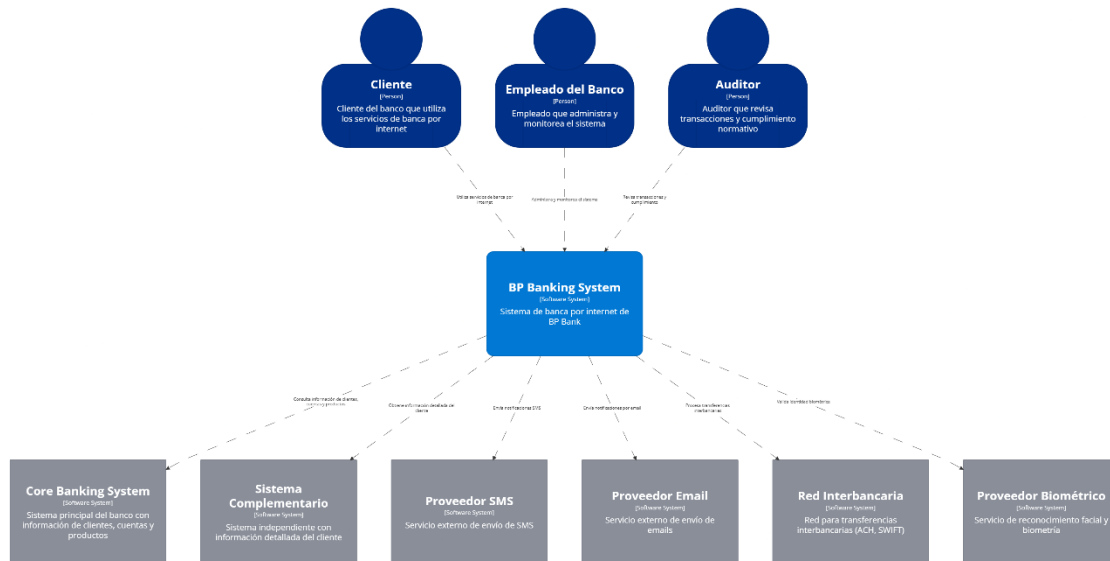 Cliente
[Person]
Cliente del banco que utiliza
los servicios de banca por
internet
Empleado del Banco
[Person]
Empleado que administra y
monitorea el sistema
Auditor
[Person]
Auditor que revisa
transacciones y cumplimiento
normativo
Utiliza servicios de banca por
internet
Administra y monitorea el sistema
Revisa transacciones y
cumplimiento
BP Banking System
[Software System]
Sistema de banca por internet de
BP Bank
Consulta información de clientes,
cuentas y productos
Obtiene información detallada de
cliente
Envía notificaciones SMS
Envía notificaciones por email
Procesa transferencias
interbancarias
Core Banking System
[Software System]
Sistema principal del banco con
información de clientes, cuentas y
productos
Sistema
Complementario
[Software System]
Sistema independiente con
información detallada del cliente
Proveedor SMS
[Software System]
Servicio externo de envío de SMS
Proveedor Email
[Software System]
Servicio externo de envío de
emails
Red Interbancaria
[Software System]
Red para transferencias
interbancarias (ACH, SWIFT)
Proveedor Biométrico
[Software System]
Servicio de reconocimiento facial y
biometría